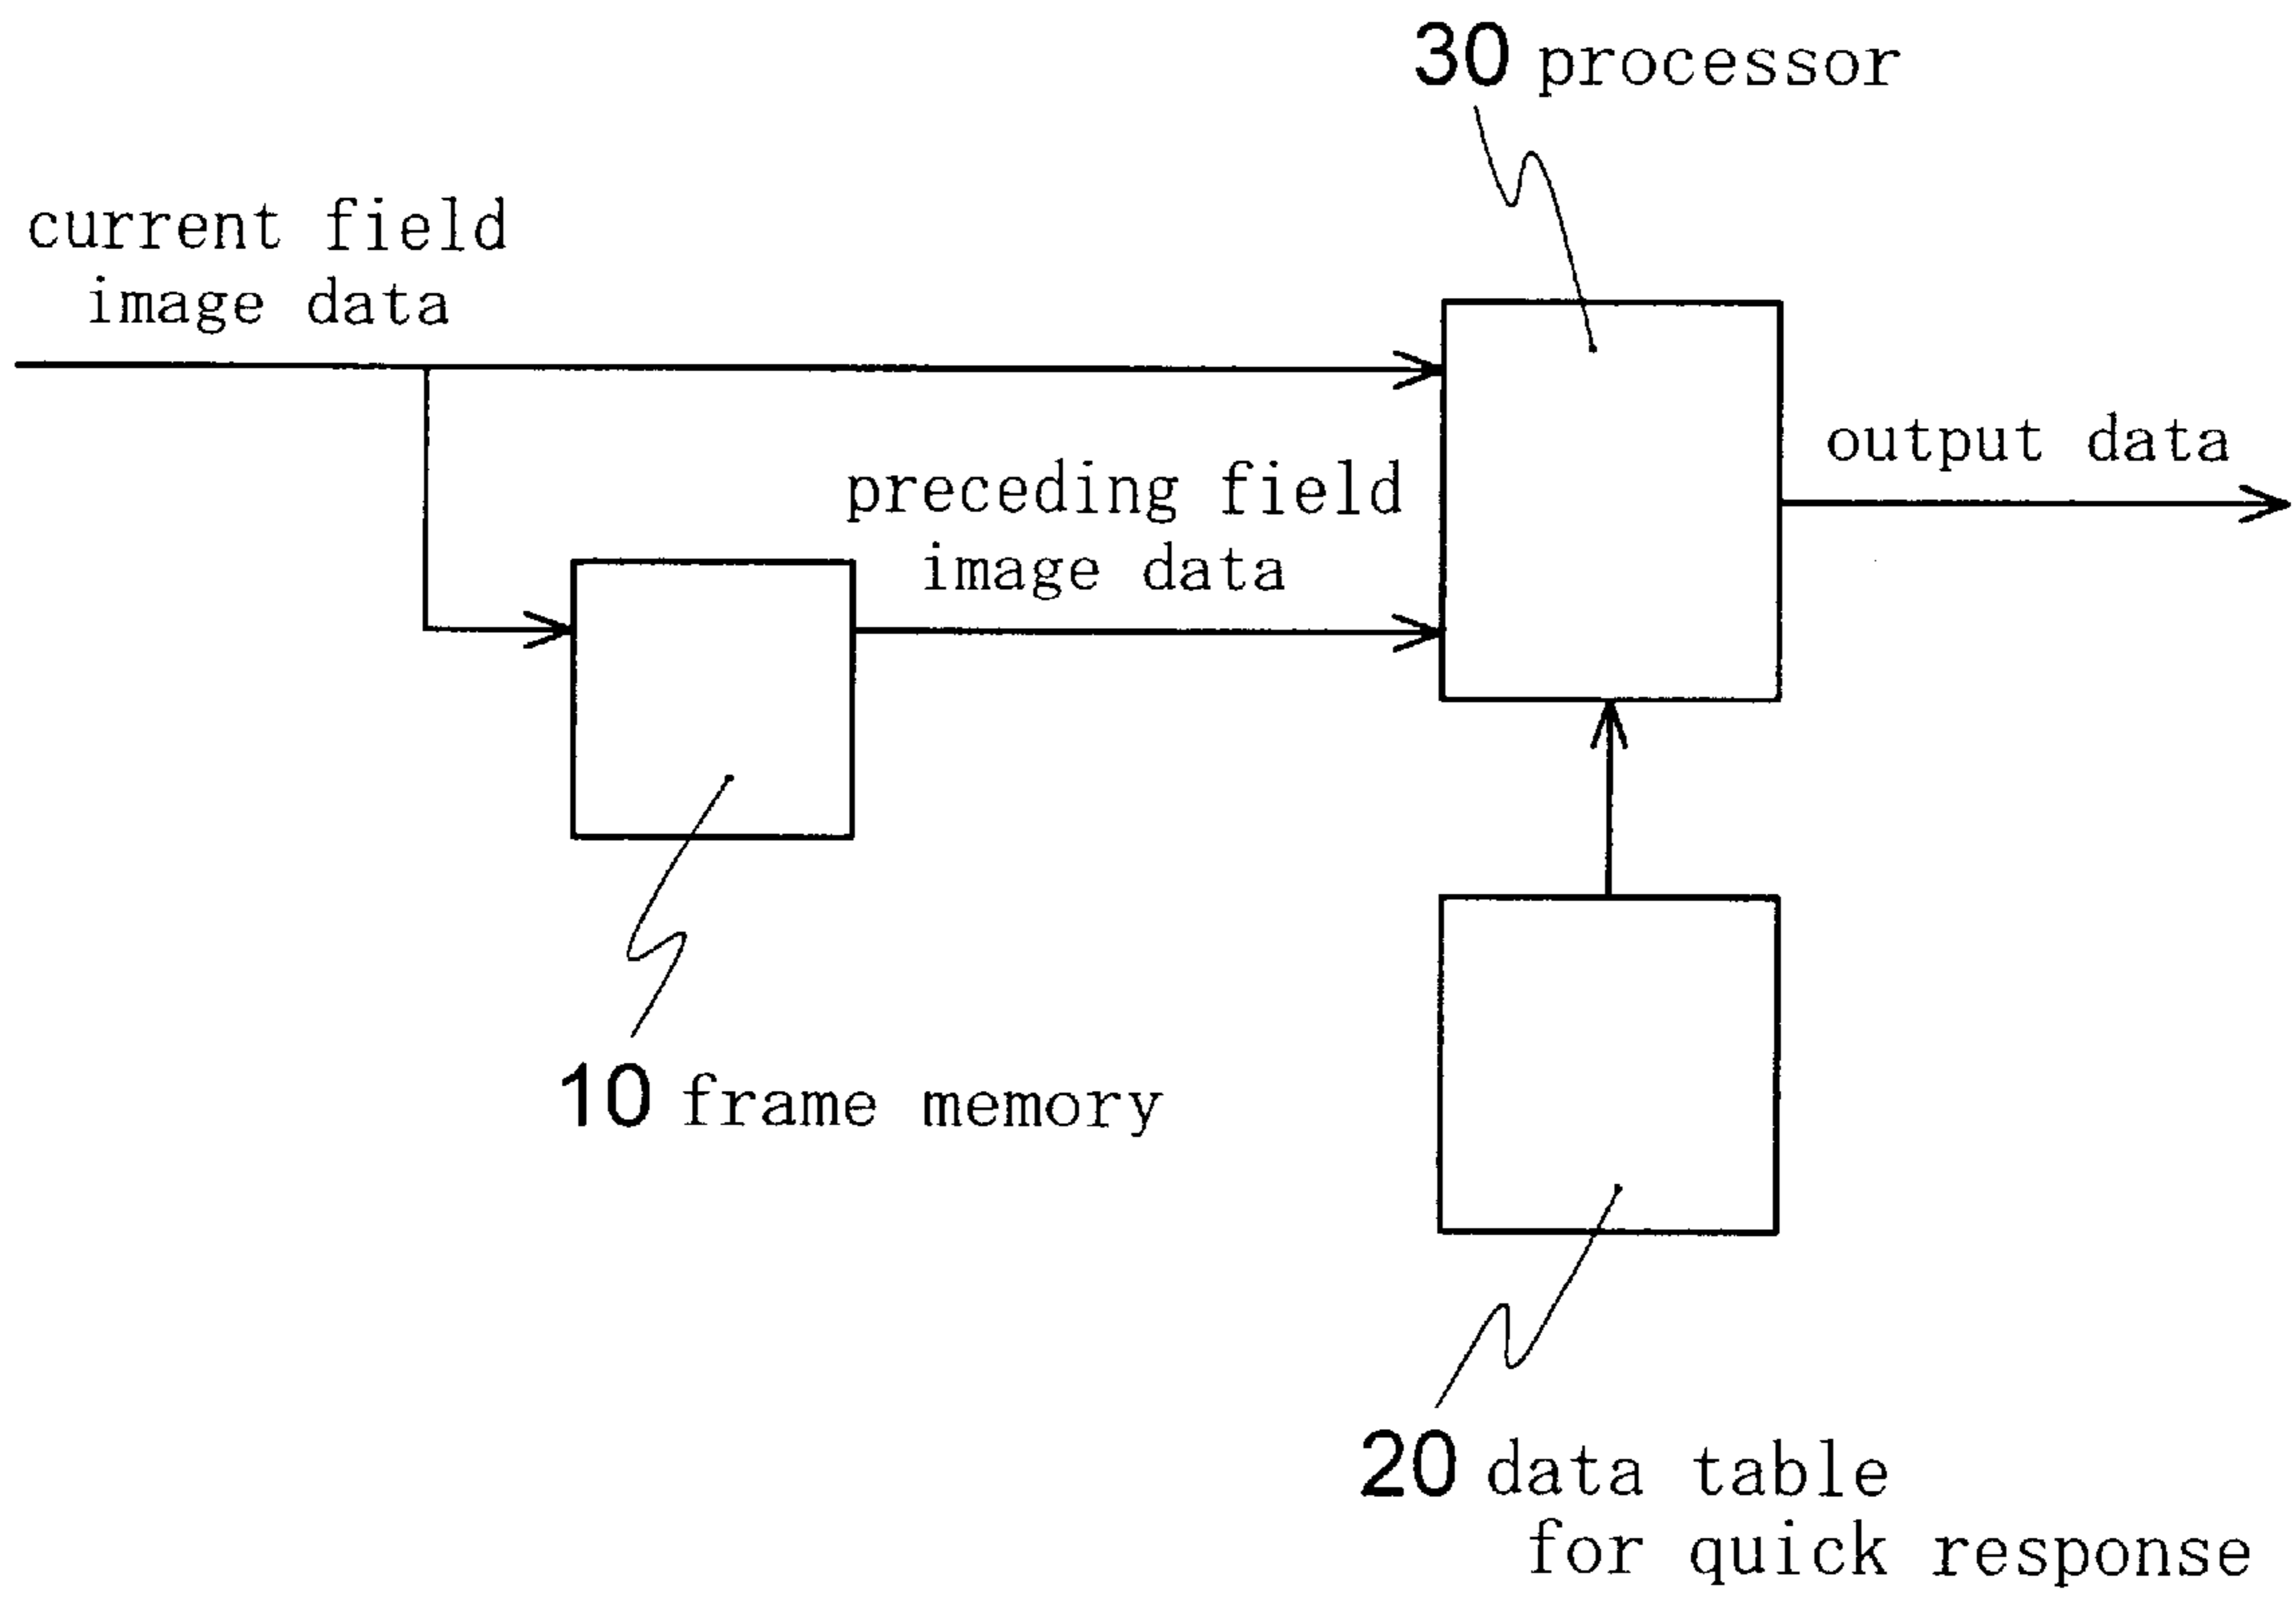 30 processor
current field
image data
output data
preceding field
image data
10 frame memory
20 data table
for quick response